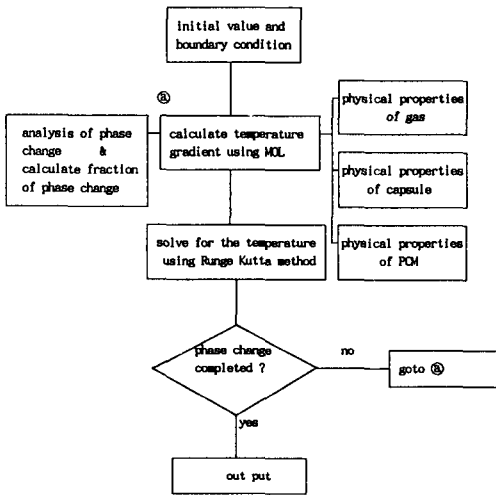 initial value and
boundary condition
ⓐ
analysis of phase
change &
calculate fraction
of phase change
calculate temperature
gradient using MOL
physical properties
of gas
physical properties
of capsule
physical properties
of PCM
solve for the temperature
using Runge Kutta method
phase change
completed ?
no
goto ⓐ
yes
out put